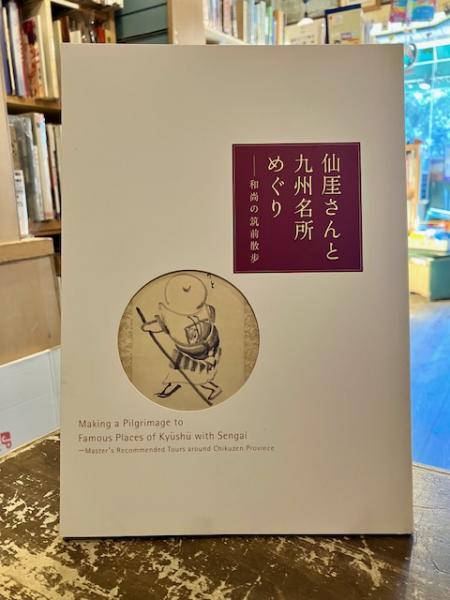 仙厓さんと
九州名所
めぐり
──和尚の筑前散歩
Making a Pilgrimage to
Famous Places of Kyūshū with Sengai
—Master's Recommended Tours around Chikuzen Province